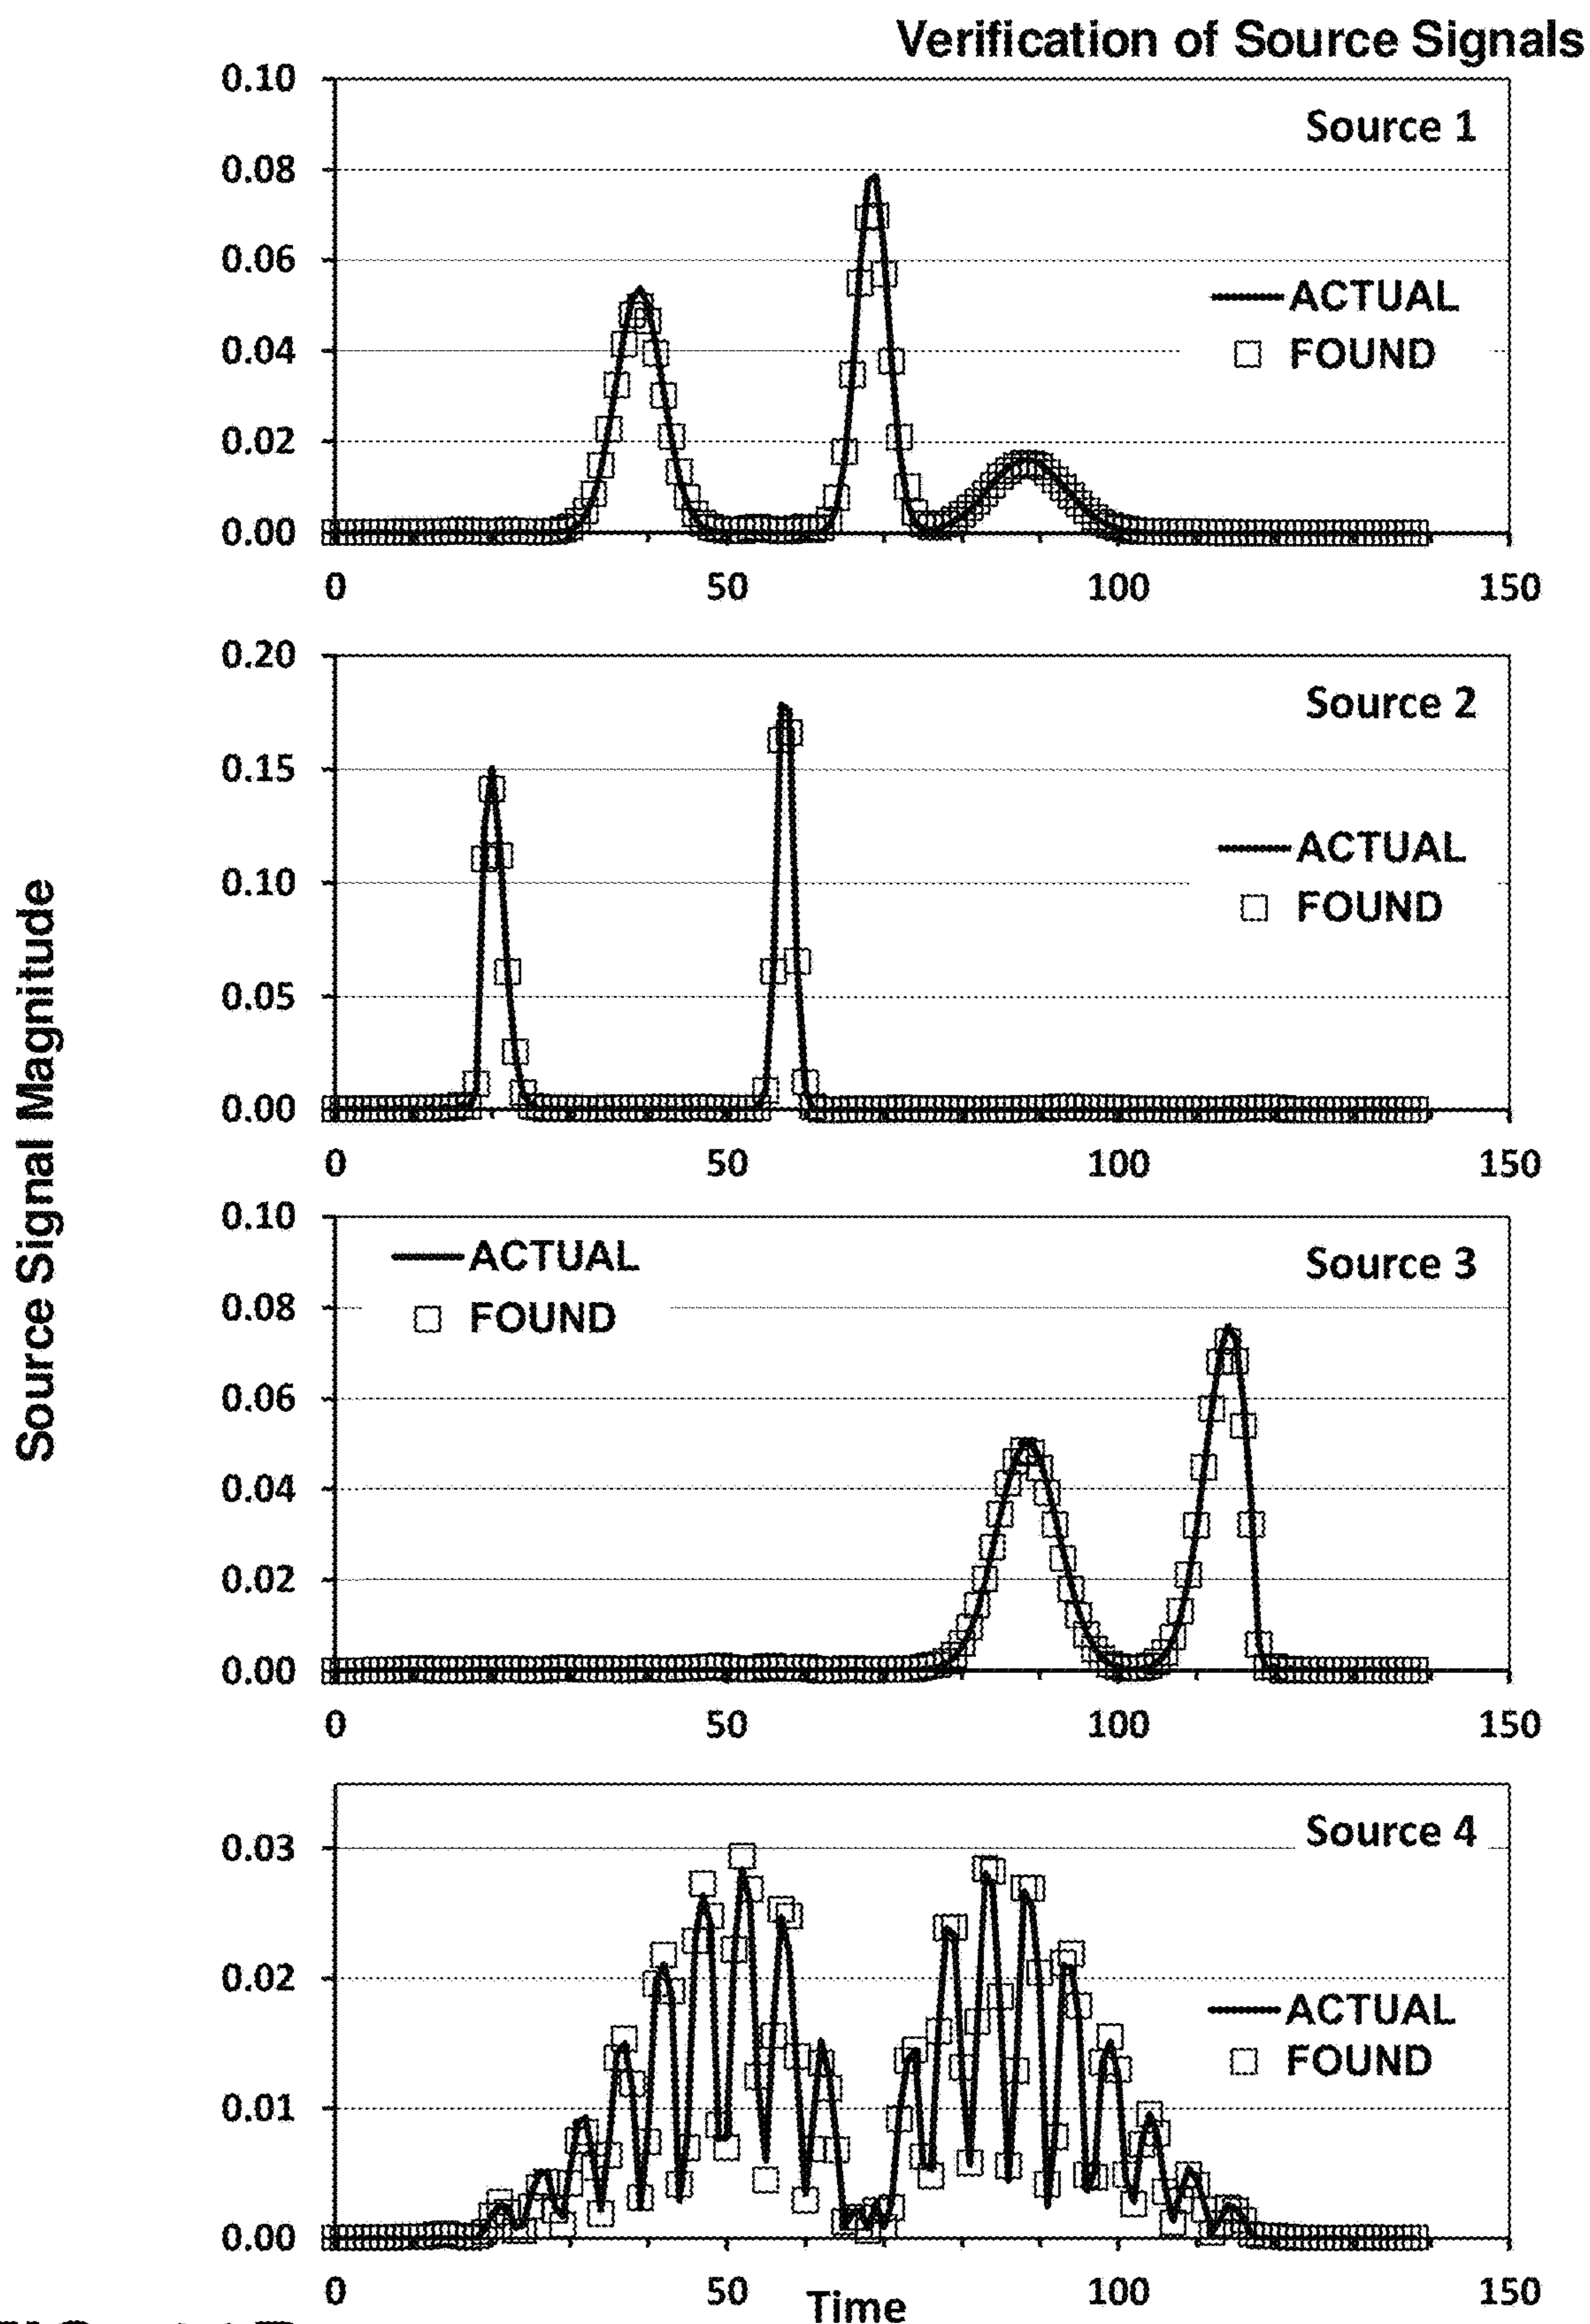 Verification of Source Signals
Source Signal Magnitude
0.10
0.08
0.06
0.04
0.02
0.00
Source 1
ACTUAL
FOUND
0
50
100
150
0.20
0.15
0.10
0.05
0.00
Source 2
ACTUAL
FOUND
0
50
100
150
0.10
0.08
0.06
0.04
0.02
0.00
ACTUAL
FOUND
Source 3
0
50
100
150
0.03
0.02
0.01
0.00
Source 4
ACTUAL
FOUND
0
50
100
150
Time